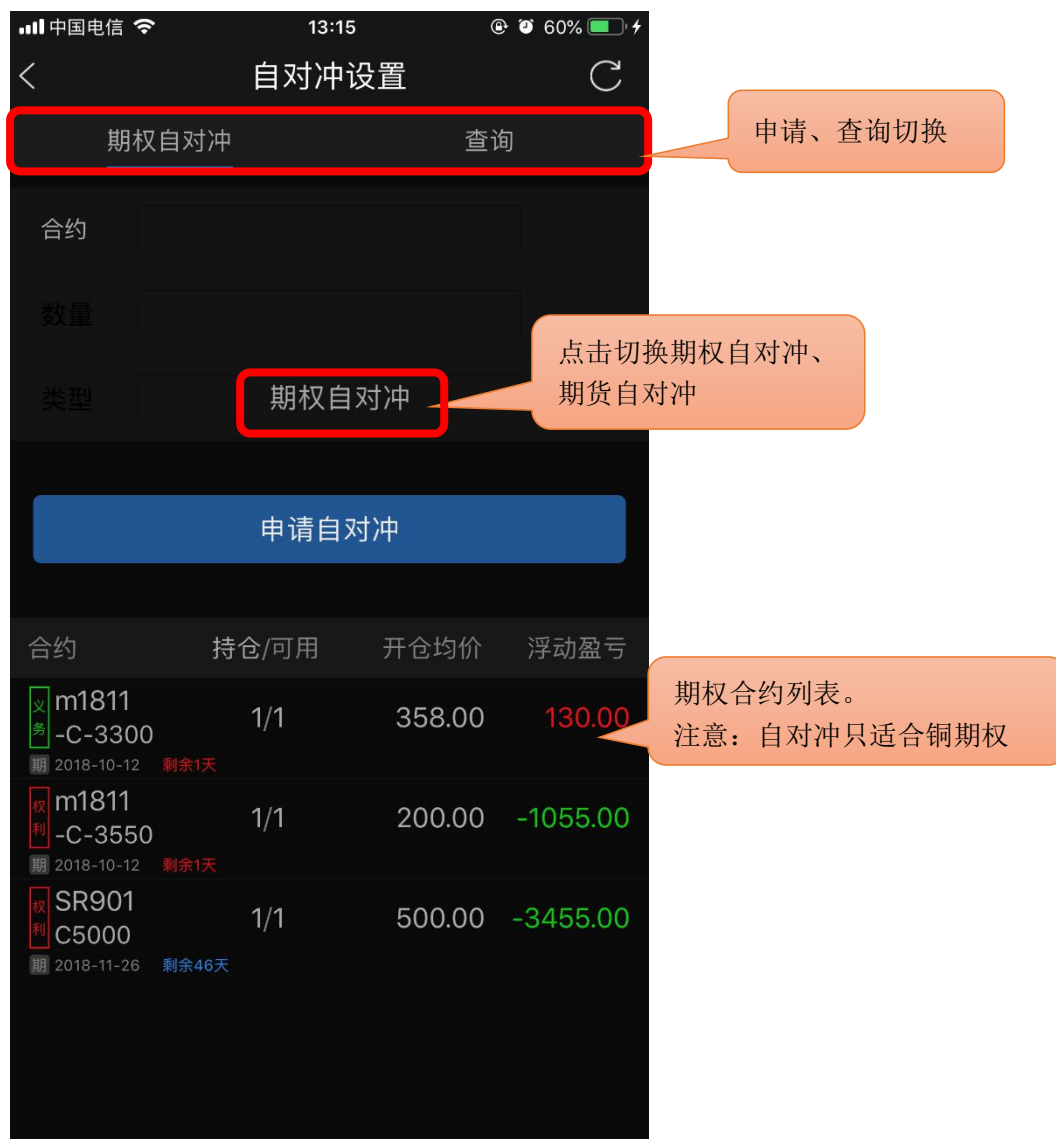 中国电信 13:15 60%
自对冲设置
期权自对冲 查询
申请、查询切换
合约
数量
类型 期权自对冲
点击切换期权自对冲、
期货自对冲
申请自对冲
合约 持仓/可用 开仓均价 浮动盈亏
义务 m1811
-C-3300 1/1 358.00 130.00
期 2018-10-12 剩余1天
期权合约列表。
注意：自对冲只适合铜期权
权利 m1811
-C-3550 1/1 200.00 -1055.00
期 2018-10-12 剩余1天
权利 SR901
C5000 1/1 500.00 -3455.00
期 2018-11-26 剩余46天